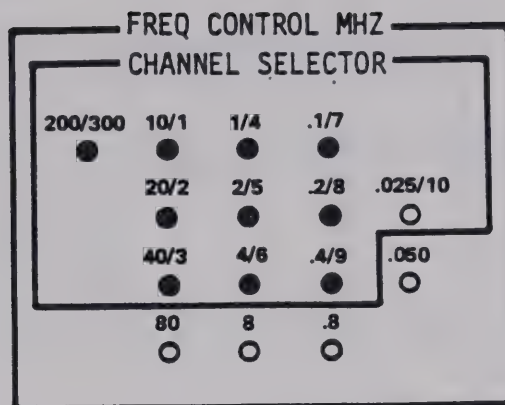 FREQ CONTROL MHZ
CHANNEL SELECTOR
200/300 10/1 1/4 .1/7
20/2 2/5 .2/8 .025/10
40/3 4/6 .4/9 .050
80 8 .8